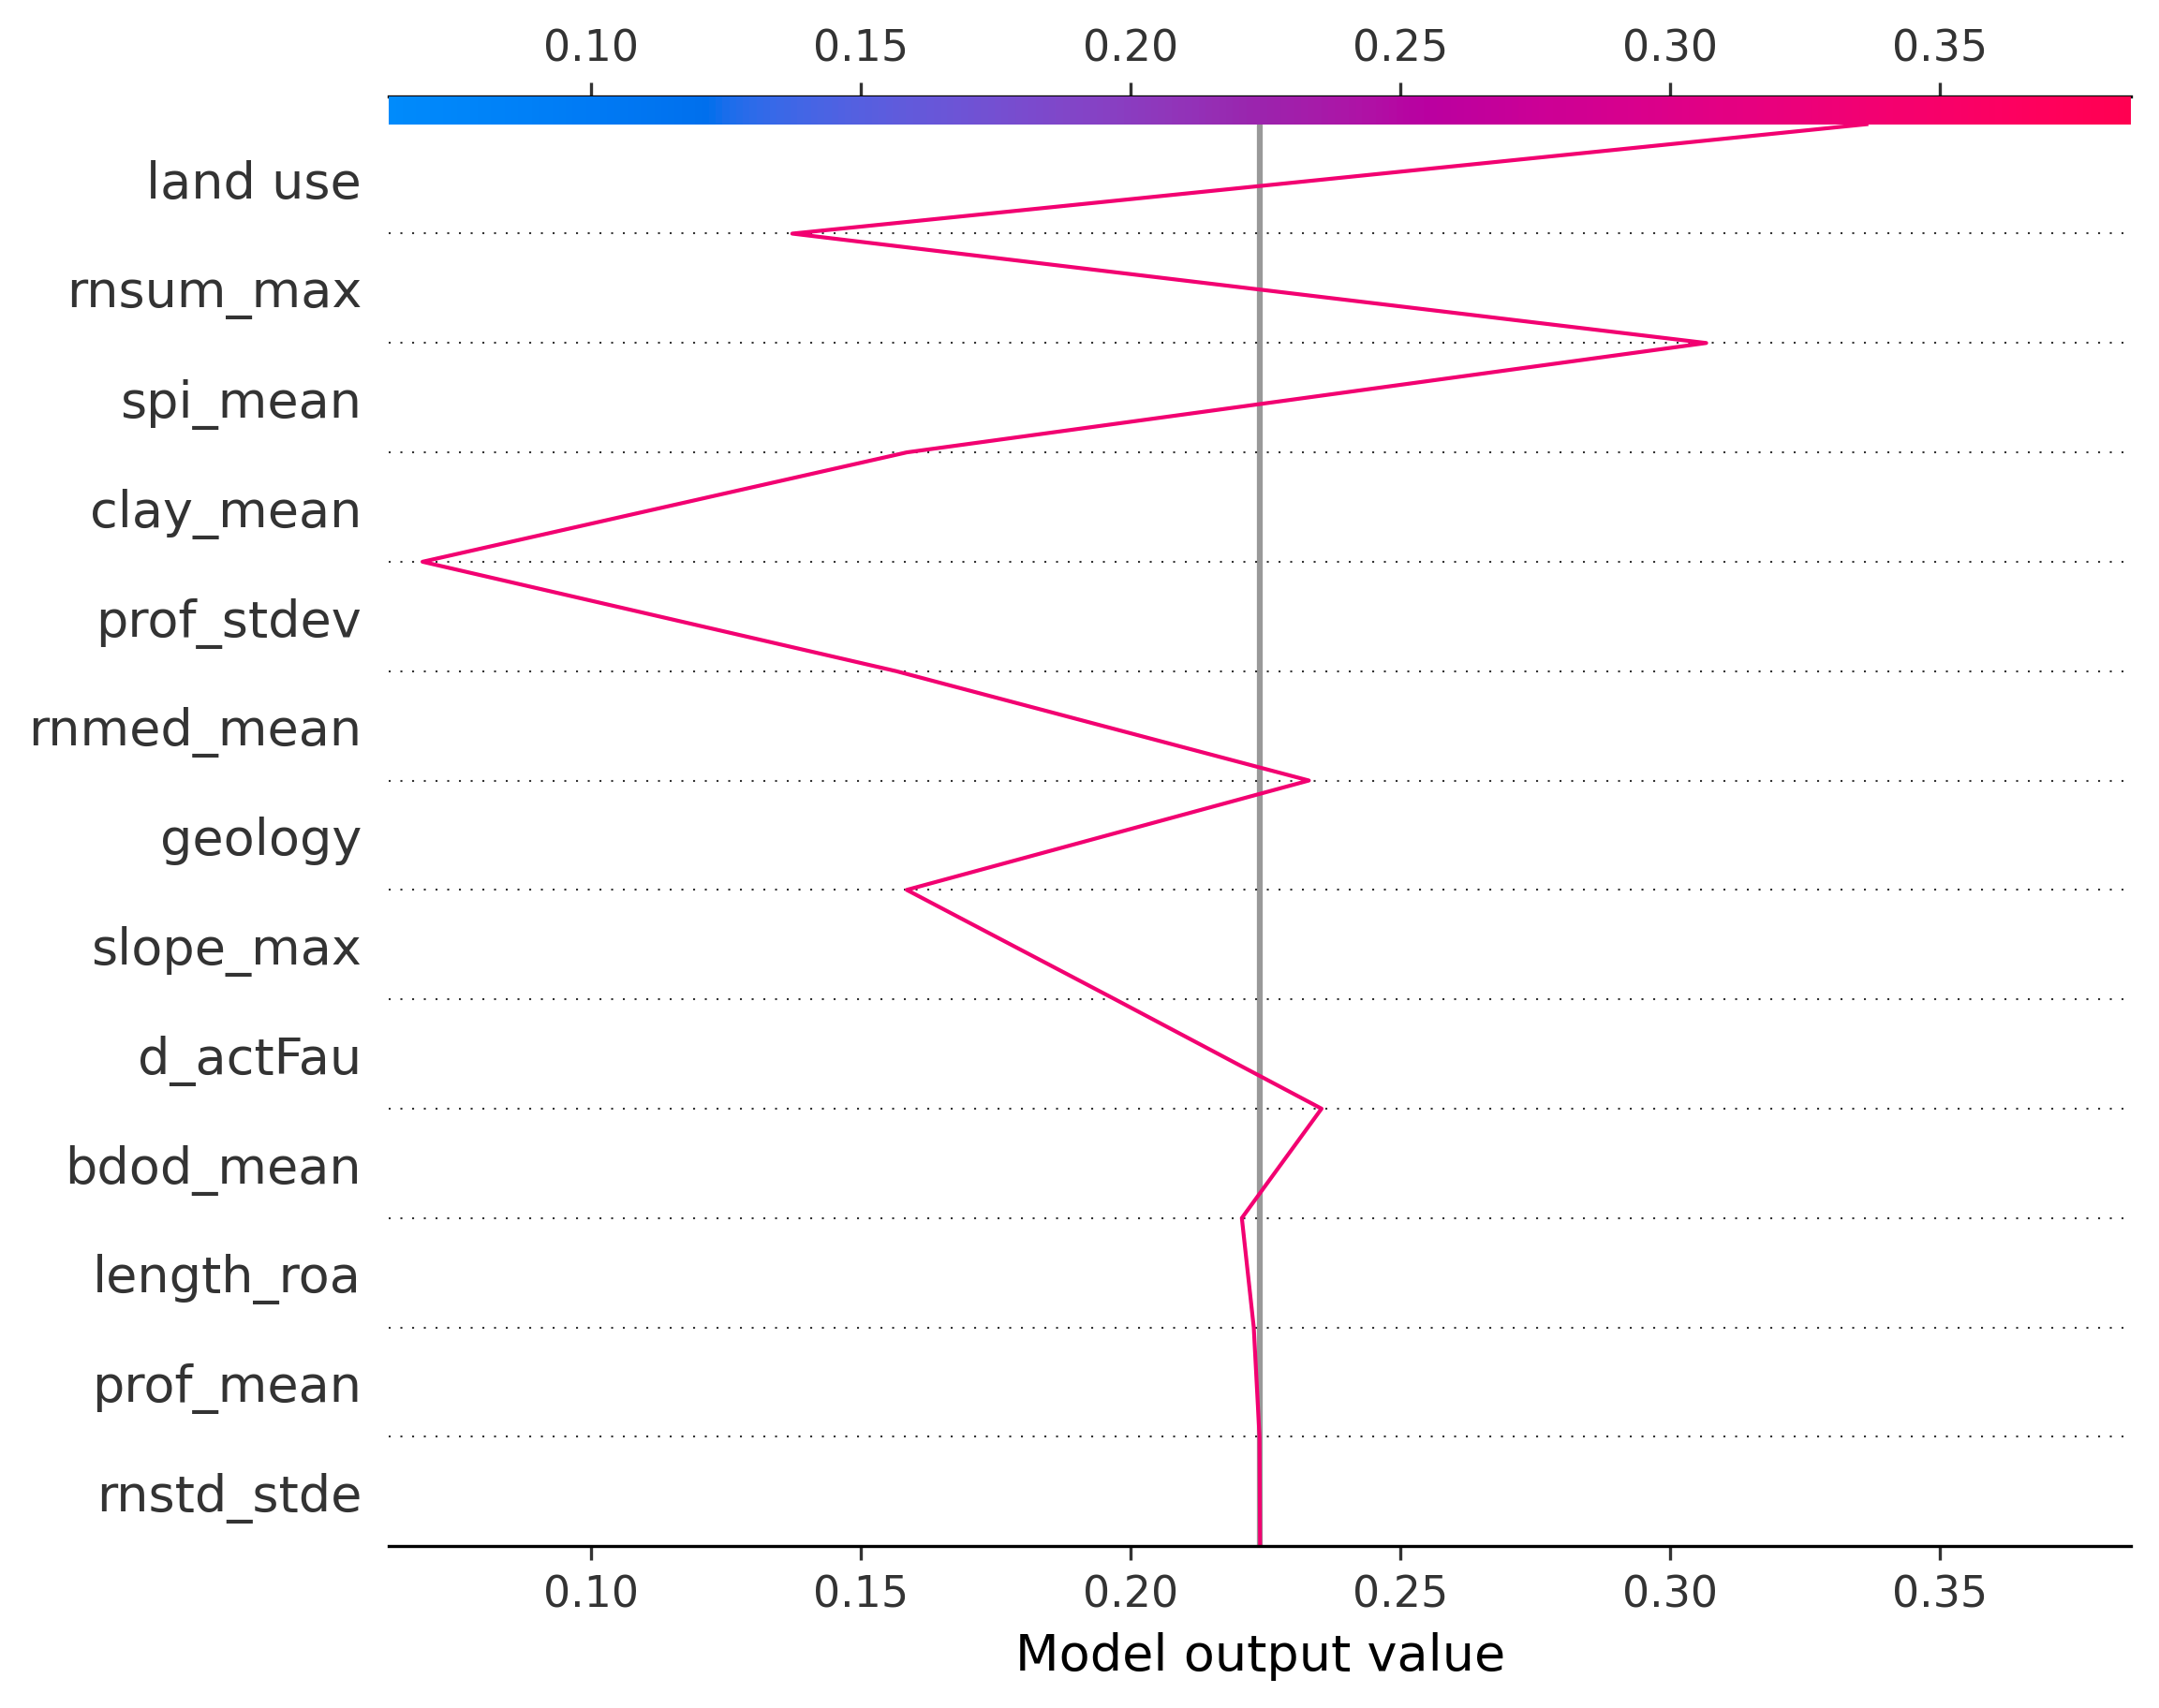 0.10 0.15 0.20 0.25 0.30 0.35
land use
rnsum_max
spi_mean
clay_mean
prof_stdev
rnmed_mean
geology
slope_max
d_actFau
bdod_mean
length_roa
prof_mean
rnstd_stde
0.10 0.15 0.20 0.25 0.30 0.35
Model output value